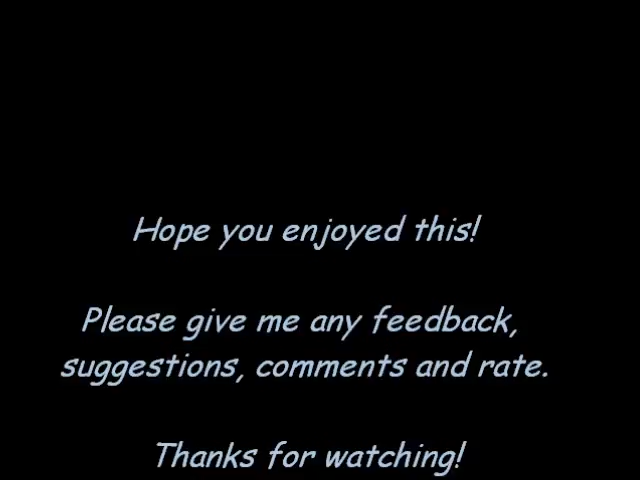 Hope you enjoyed this!
Please give me any feedback,
suggestions, comments and rate.
Thanks for watching!